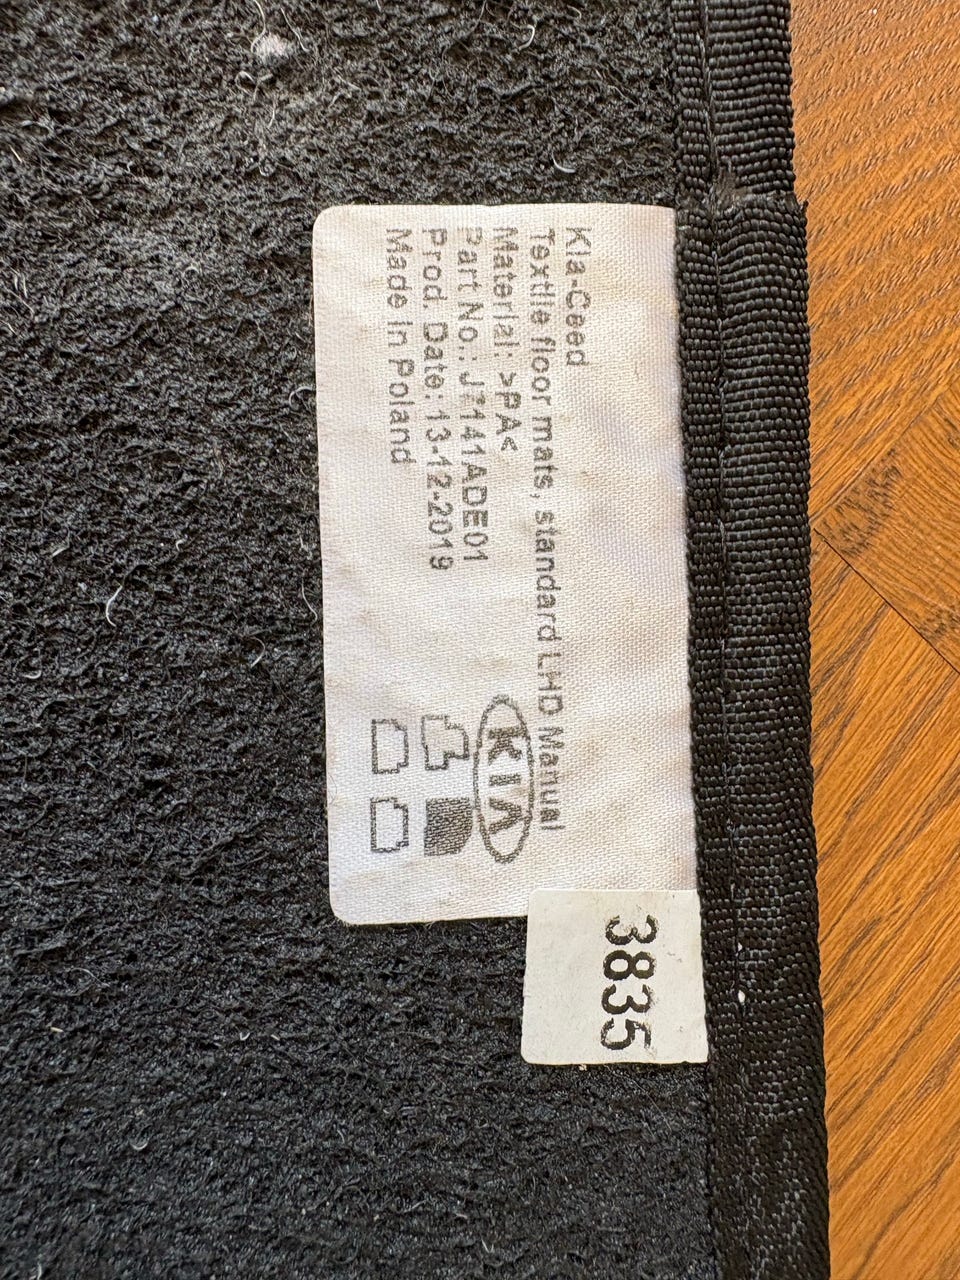 Kia-Ceed
Textile floor mats, standard LHD Manual
Material: >PA<
Part No.: J7141ADE01
Prod. Date: 13-12-2019
Made in Poland
KIA
3835